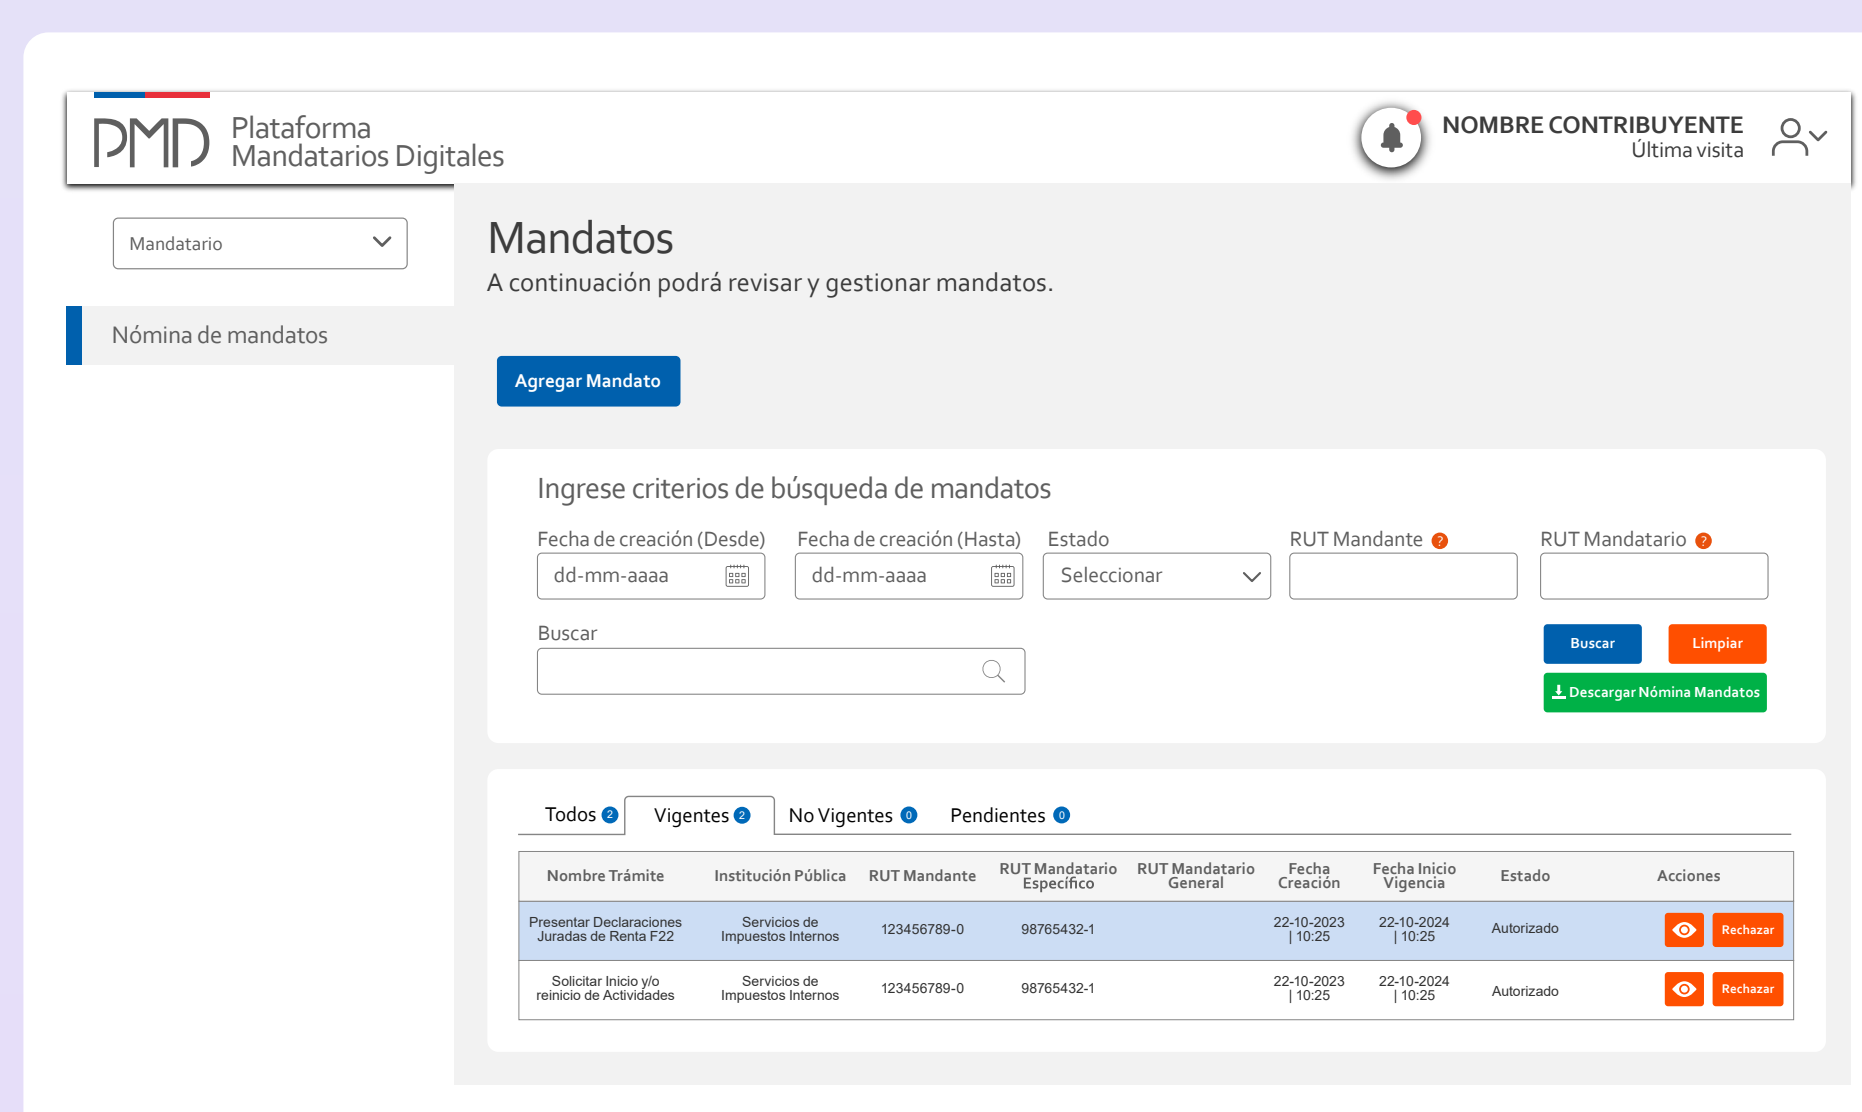 PMD
Plataforma
Mandatarios Digitales
NOMBRE CONTRIBUYENTE
Última visita
Mandatario
Nómina de mandatos
Mandatos
A continuación podrá revisar y gestionar mandatos.
Agregar Mandato
Ingrese criterios de búsqueda de mandatos
Fecha de creación (Desde) Fecha de creación (Hasta) Estado RUT Mandante ? RUT Mandatario ?
dd-mm-aaaa dd-mm-aaaa Seleccionar
Buscar
Buscar Limpiar
Descargar Nómina Mandatos
Todos 2 Vigentes 2 No Vigentes 0 Pendientes 0
Nombre Trámite Institución Pública RUT Mandante RUT Mandatario Específico RUT Mandatario General Fecha Creación Fecha Inicio Vigencia Estado Acciones
Presentar Declaraciones Juradas de Renta F22 Servicios de Impuestos Internos 123456789-0 98765432-1 22-10-2023 | 10:25 22-10-2024 | 10:25 Autorizado Rechazar
Solicitar Inicio y/o reinicio de Actividades Servicios de Impuestos Internos 123456789-0 98765432-1 22-10-2023 | 10:25 22-10-2024 | 10:25 Autorizado Rechazar